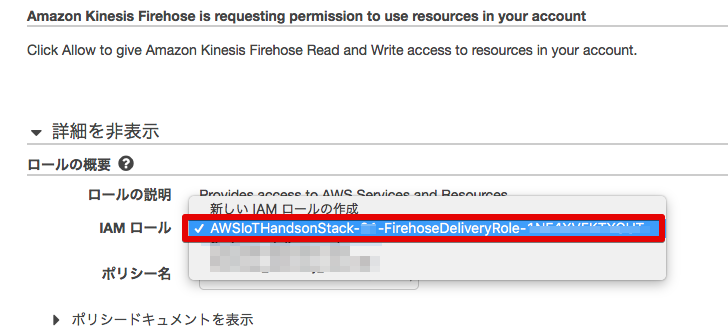 Amazon Kinesis Firehose is requesting permission to use resources in your account
Click Allow to give Amazon Kinesis Firehose Read and Write access to resources in your account.
詳細を非表示
ロールの概要
ロールの説明 Provides access to AWS Services and Resources
新しい IAM ロールの作成
IAM ロール ✓ AWSIoTHandsonStack- -FirehoseDeliveryRole-
ポリシー名
ポリシードキュメントを表示